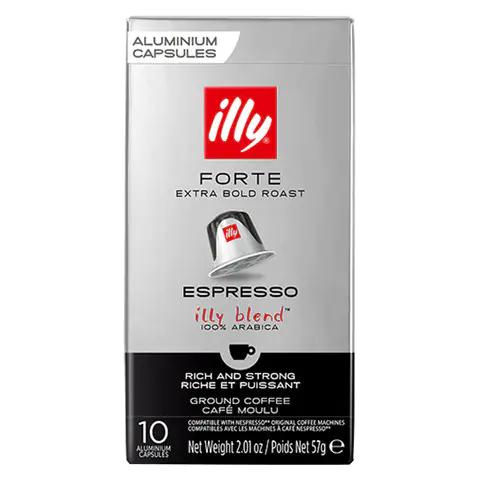 ALUMINIUM
CAPSULES
illy
FORTE
EXTRA BOLD ROAST
illy
ESPRESSO
illy blend™
100% ARABICA
RICH AND STRONG
RICHE ET PUISSANT
GROUND COFFEE
CAFÉ MOULU
COMPATIBLE WITH NESPRESSO** ORIGINAL COFFEE MACHINES
COMPATIBLES AVEC LES MACHINES À CAFÉ NESPRESSO**
10
ALUMINIUM
CAPSULES
Net Weight 2.01 oz / Poids Net 57g ℮